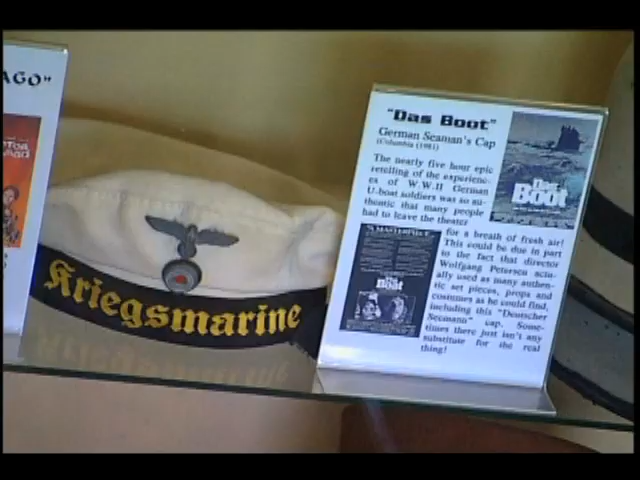 AGO"
Kriegsmarine
"Das Boot"
German Seaman's Cap
(Columbia (1981)
The nearly five hour epic
retelling of the experienc-
es of W.W.II German
U-boat soldiers was so au-
thentic that many people
had to leave the theater
for a breath of fresh air!
This could be due in part
to the fact that director
Wolfgang Petersen actu-
ally used as many authen-
tic set pieces, props and
costumes as he could find,
including this "Deutscher
Seemann" cap. Some-
times there just isn't any
substitute for the real
thing!
Das
Boot
A MASTERPIECE
Das
Boot